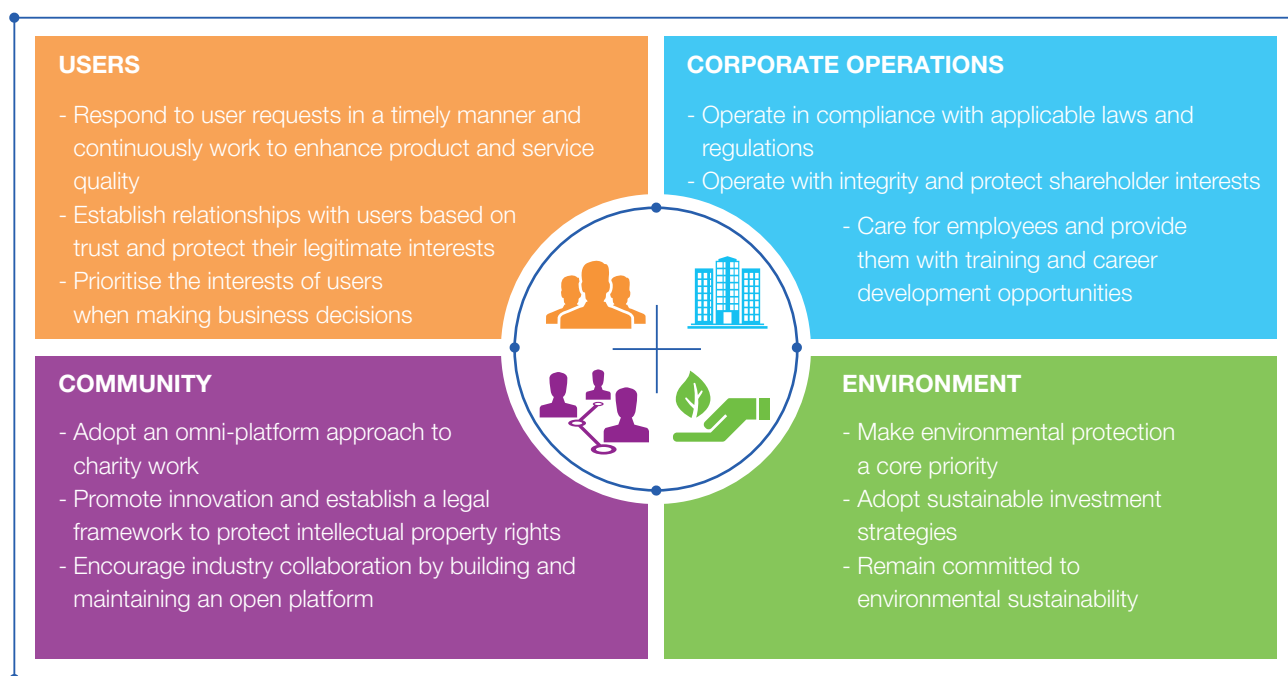 USERS
- Respond to user requests in a timely manner and
continuously work to enhance product and service
quality
- Establish relationships with users based on
trust and protect their legitimate interests
- Prioritise the interests of users
when making business decisions
CORPORATE OPERATIONS
- Operate in compliance with applicable laws and
regulations
- Operate with integrity and protect shareholder interests
- Care for employees and provide
them with training and career
development opportunities
COMMUNITY
- Adopt an omni-platform approach to
charity work
- Promote innovation and establish a legal
framework to protect intellectual property rights
- Encourage industry collaboration by building and
maintaining an open platform
ENVIRONMENT
- Make environmental protection
a core priority
- Adopt sustainable investment
strategies
- Remain committed to
environmental sustainability